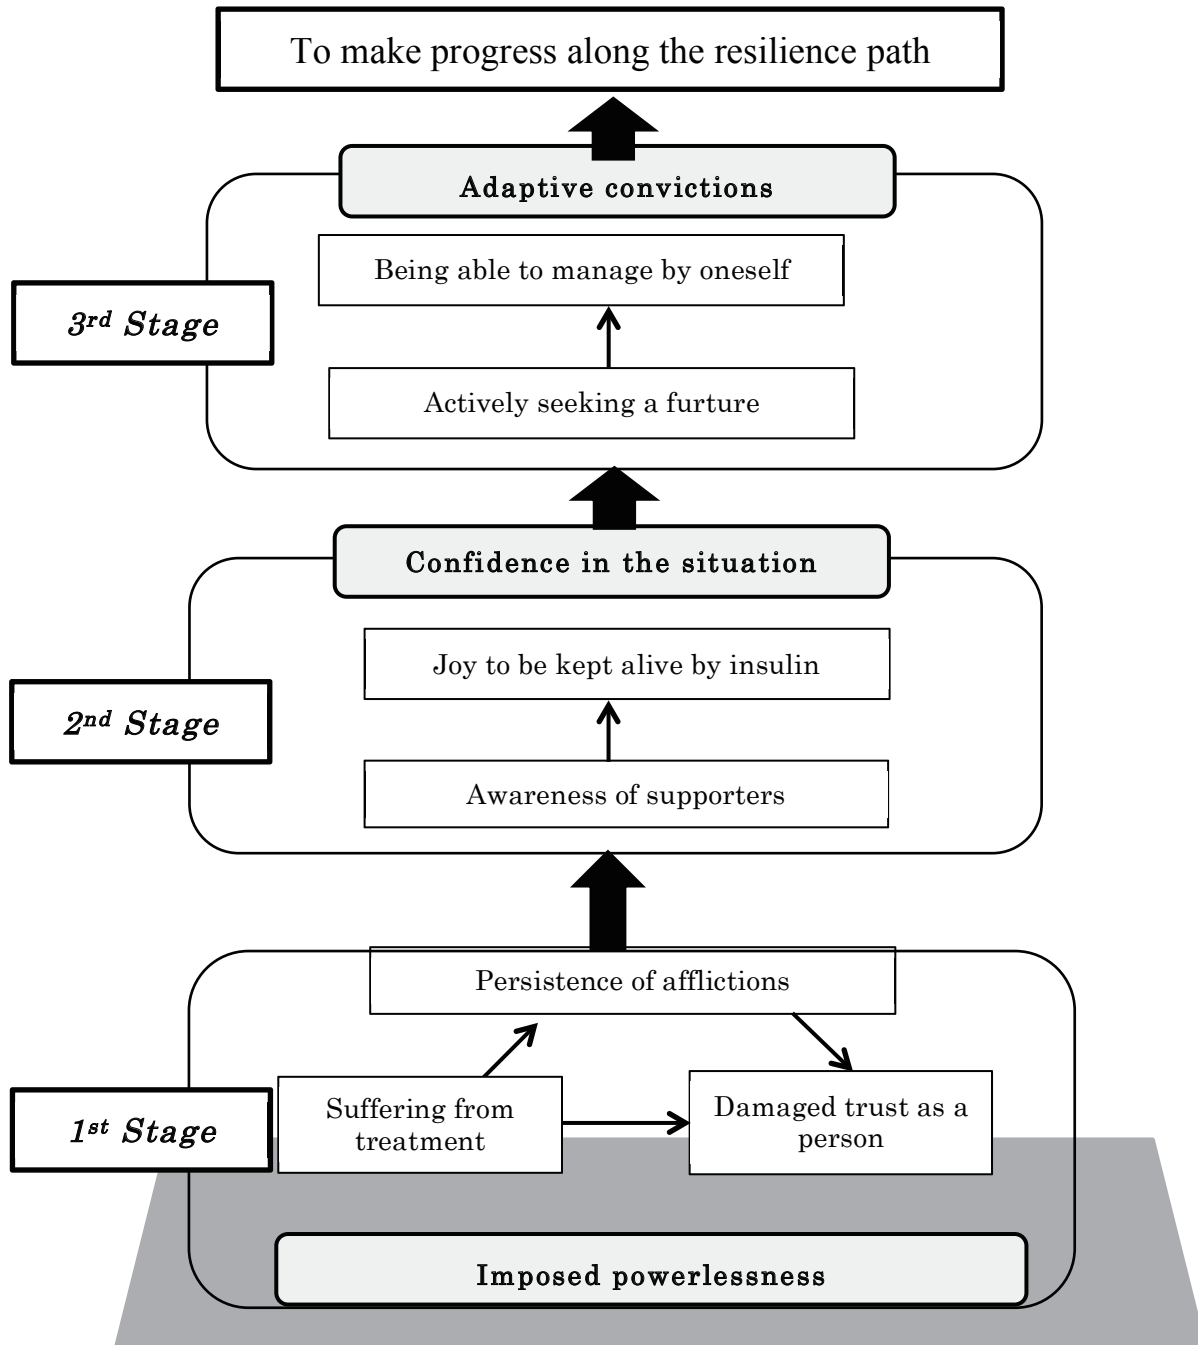 To make progress along the resilience path
Adaptive convictions
Being able to manage by oneself
3rd Stage
Actively seeking a furture
Confidence in the situation
Joy to be kept alive by insulin
2nd Stage
Awareness of supporters
Persistence of afflictions
Suffering from
treatment
Damaged trust as a
person
1st Stage
Imposed powerlessness